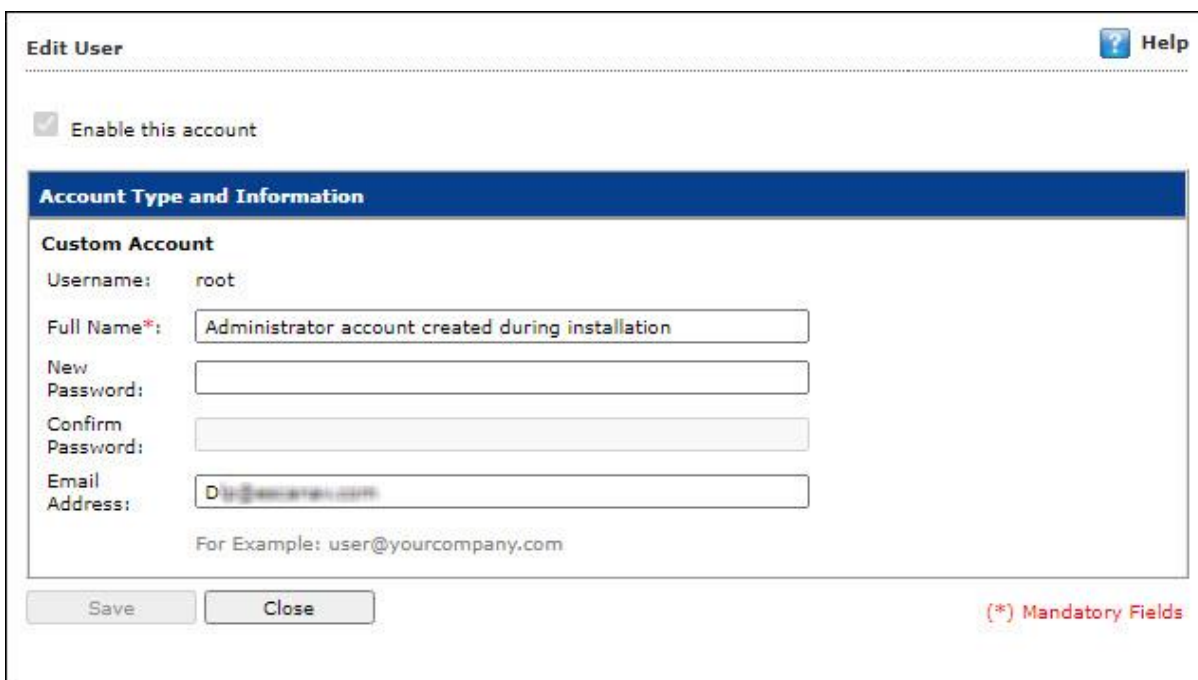 Edit User
Help
Enable this account
Account Type and Information
Custom Account
Username: root
Full Name*: Administrator account created during installation
New
Password:
Confirm
Password:
Email
Address:
For Example: user@yourcompany.com
Save Close
(*) Mandatory Fields